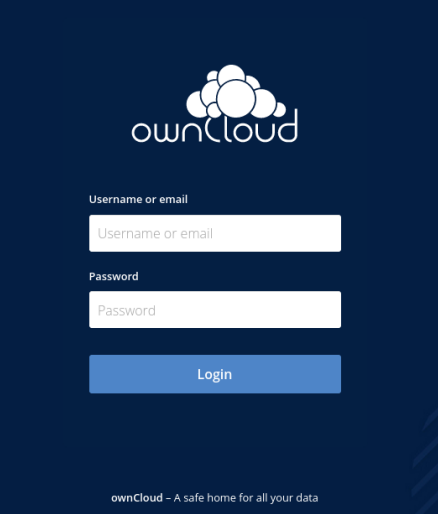 ownCloud
Username or email
Username or email
Password
Password
Login
ownCloud – A safe home for all your data